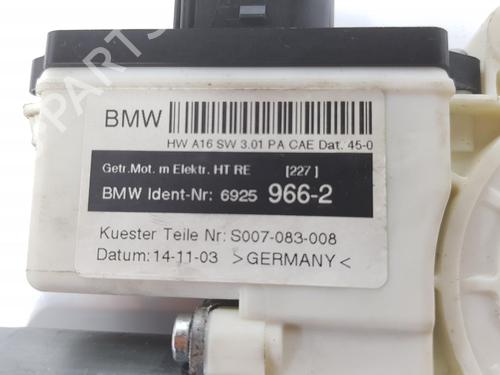 BMW
HW A16 SW 3.01 PA CAE Dat. 45-0
Getr.Mot. m Elektr. HT RE [227]
BMW Ident-Nr: 6925 966-2
Kuester Teile Nr: S007-083-008
Datum: 14-11-03 >GERMANY<